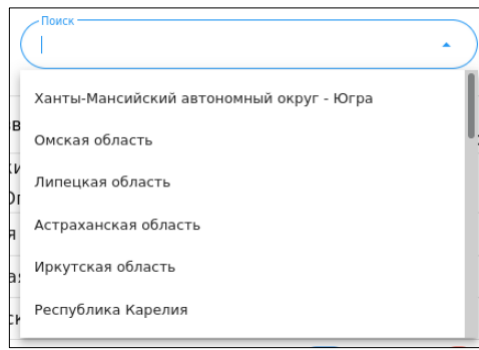 Поиск
Ханты-Мансийский автономный округ - Югра
Омская область
Липецкая область
Астраханская область
Иркутская область
Республика Карелия